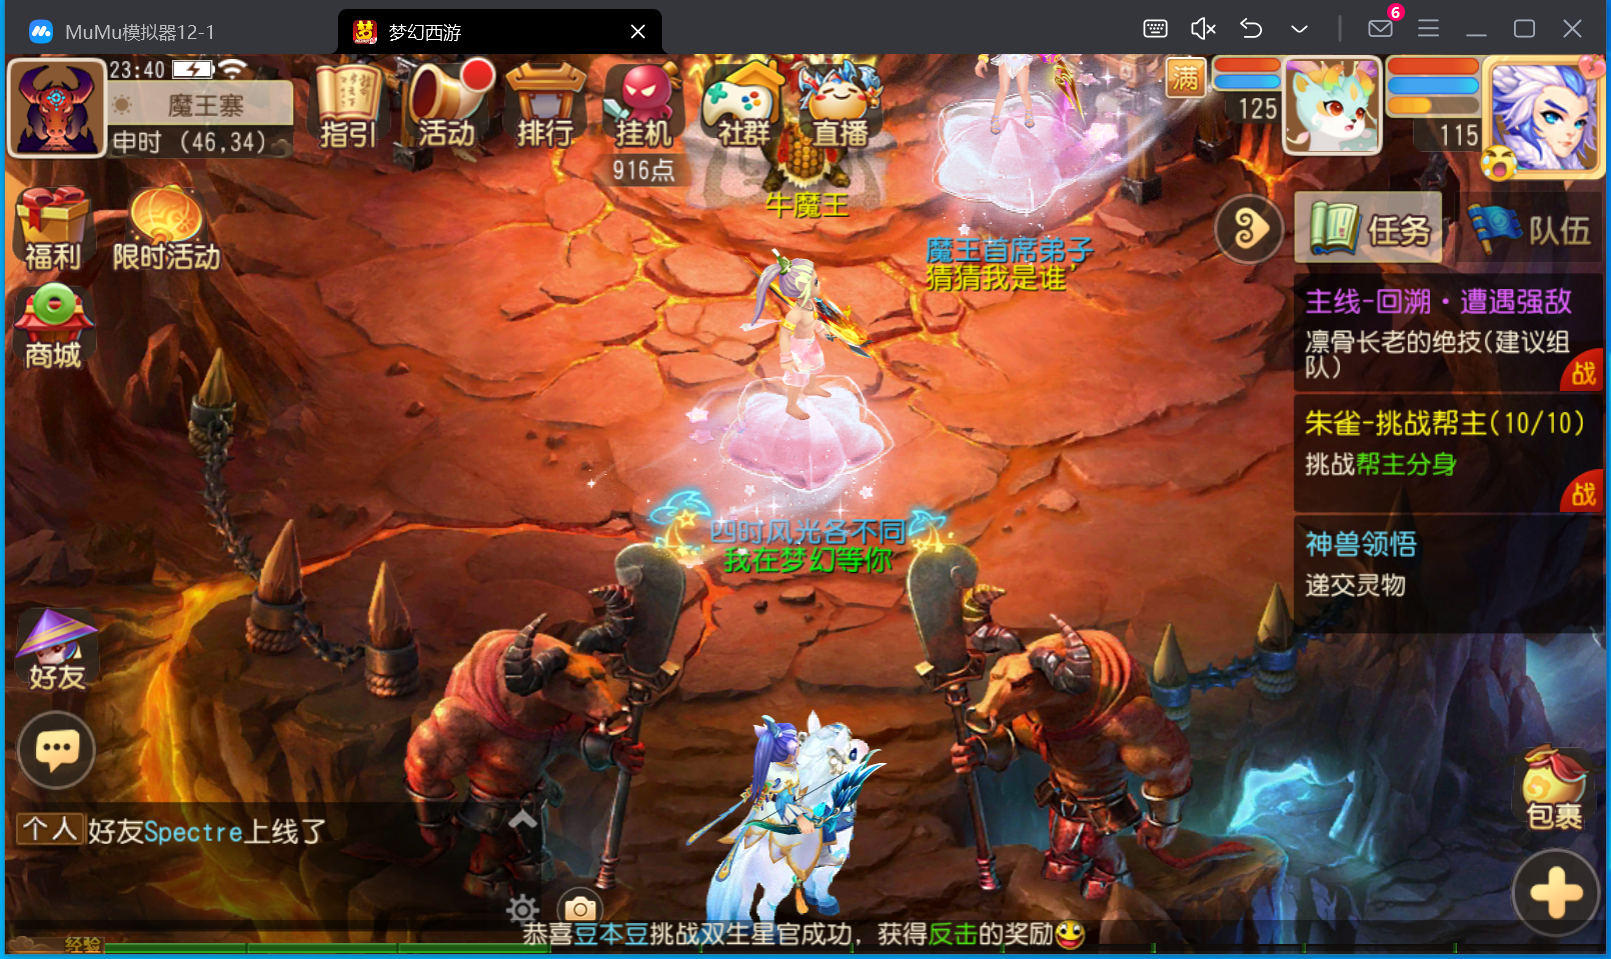 MuMu模拟器12-1
梦幻西游
6
23:40
魔王寨
申时 (46,34)
指引
活动
排行
挂机
916点
社群
直播
满
125
115
牛魔王
福利
限时活动
商城
魔王首席弟子
猜猜我是谁'
任务
队伍
主线-回溯·遭遇强敌
凛骨长老的绝技(建议组
队)
战
朱雀-挑战帮主(10/10)
挑战帮主分身
战
神兽领悟
递交灵物
四时风光各不同
我在梦幻等你
好友
个人 好友Spectre上线了
包裹
恭喜豆本豆挑战双生星官成功，获得反击的奖励
经验